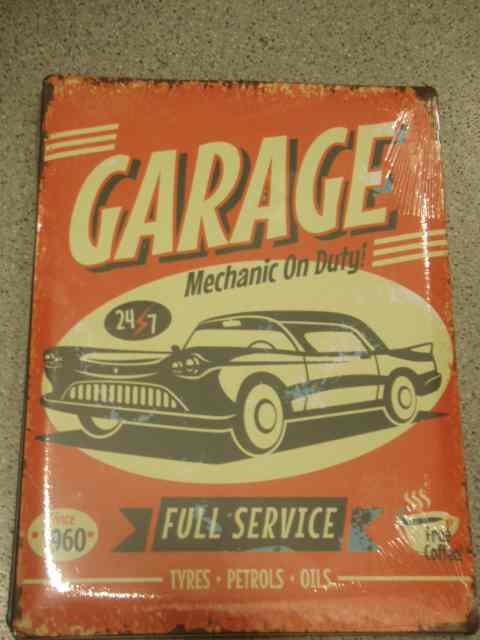 GARAGE
Mechanic On Duty!
24 7
FULL SERVICE
Since
1960
Free
Coffee
TYRES • PETROLS • OILS